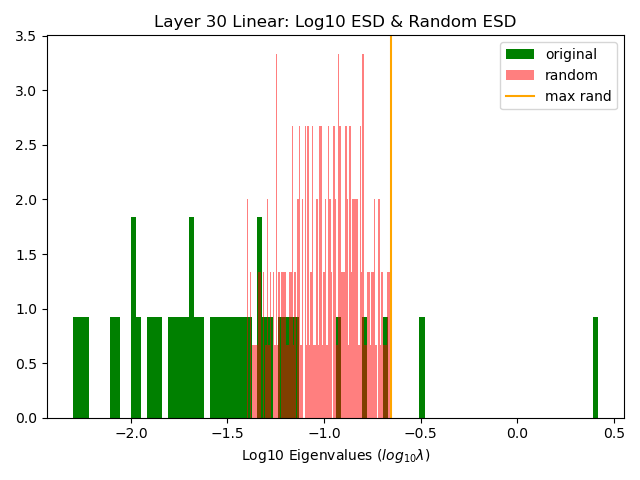 Layer 30 Linear: Log10 ESD & Random ESD
original
random
max rand
3.5
3.0
2.5
2.0
1.5
1.0
0.5
0.0
−2.0 −1.5 −1.0 −0.5 0.0 0.5
Log10 Eigenvalues (log₁₀λ)